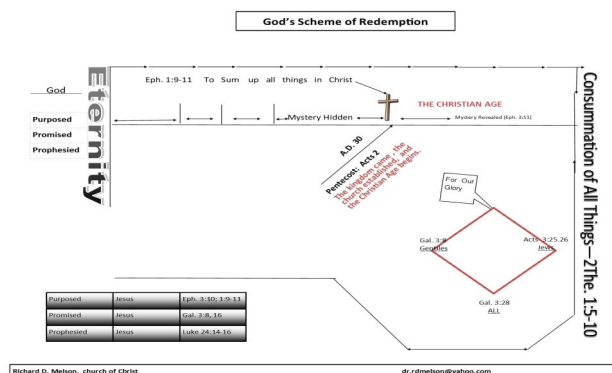 God's Scheme of Redemption
Eph. 1:9-11 To Sum up all things in Christ
God
Eternity
Purposed
Promised
Prophesied
Mystery Hidden
THE CHRISTIAN AGE
Mystery Revealed (Eph. 3:11)
A.D. 30
Pentecost: Acts 2
The kingdom came, the
church established, and
the Christian Age begins.
For Our
Glory
Gal. 3:8
Gentiles
Acts 3:25.26
Jews
Gal. 3:28
ALL
Consummation of All Things—2The. 1:5-10
Purposed Jesus Eph. 3:10; 1:9-11
Promised Jesus Gal. 3:8, 16
Prophesied Jesus Luke 24:14-16
Richard D. Melson, church of Christ dr.rdmelson@yahoo.com